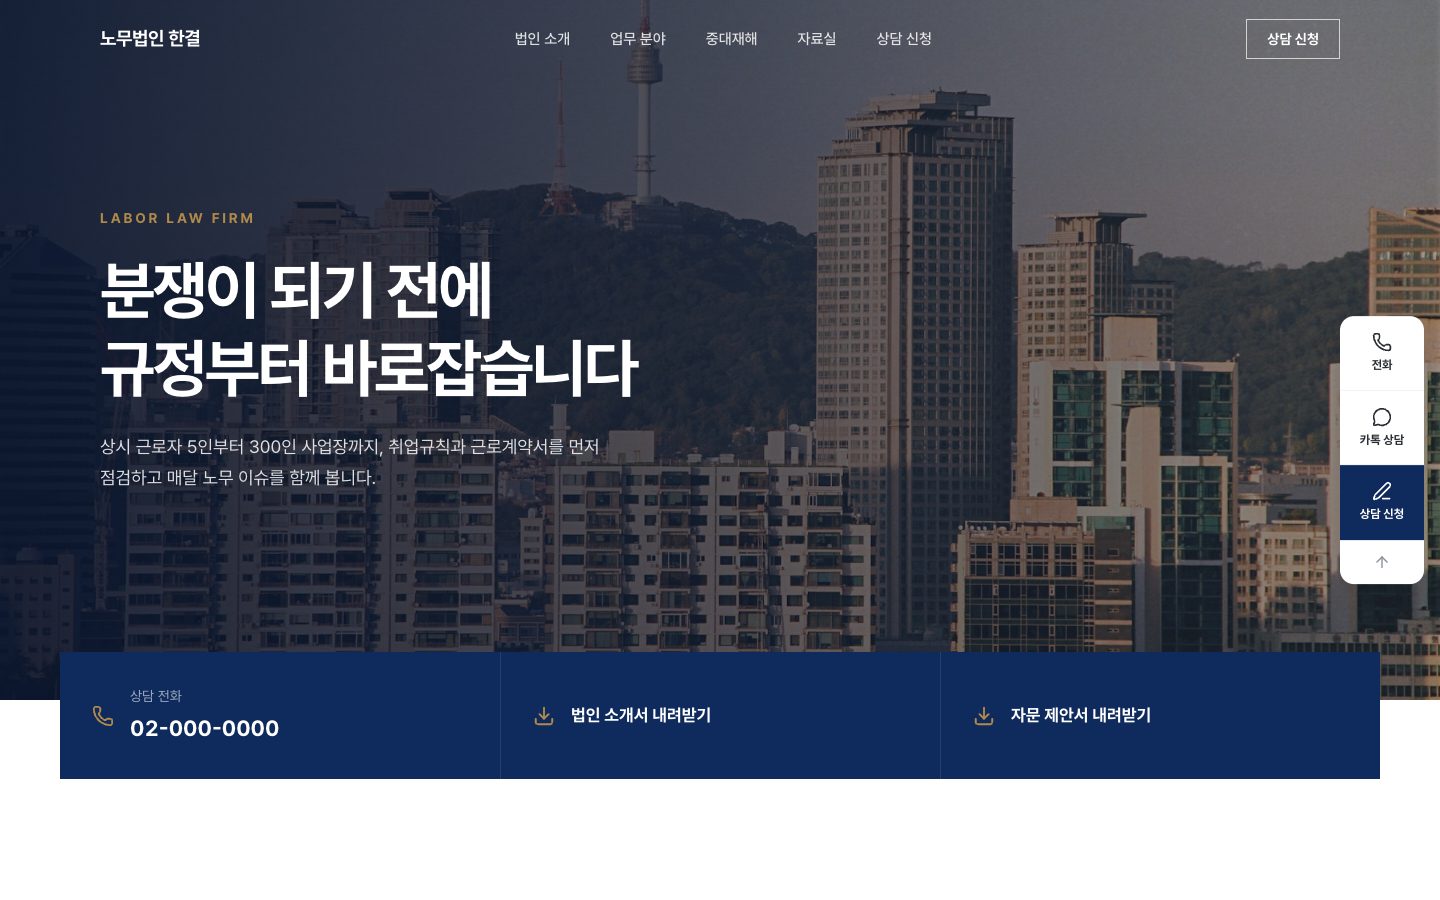 노무법인 한결
법인 소개
업무 분야
중대재해
자료실
상담 신청
상담 신청
LABOR LAW FIRM
분쟁이 되기 전에
규정부터 바로잡습니다
상시 근로자 5인부터 300인 사업장까지, 취업규칙과 근로계약서를 먼저
점검하고 매달 노무 이슈를 함께 봅니다.
전화
카톡 상담
상담 신청
상담 전화
02-000-0000
법인 소개서 내려받기
자문 제안서 내려받기